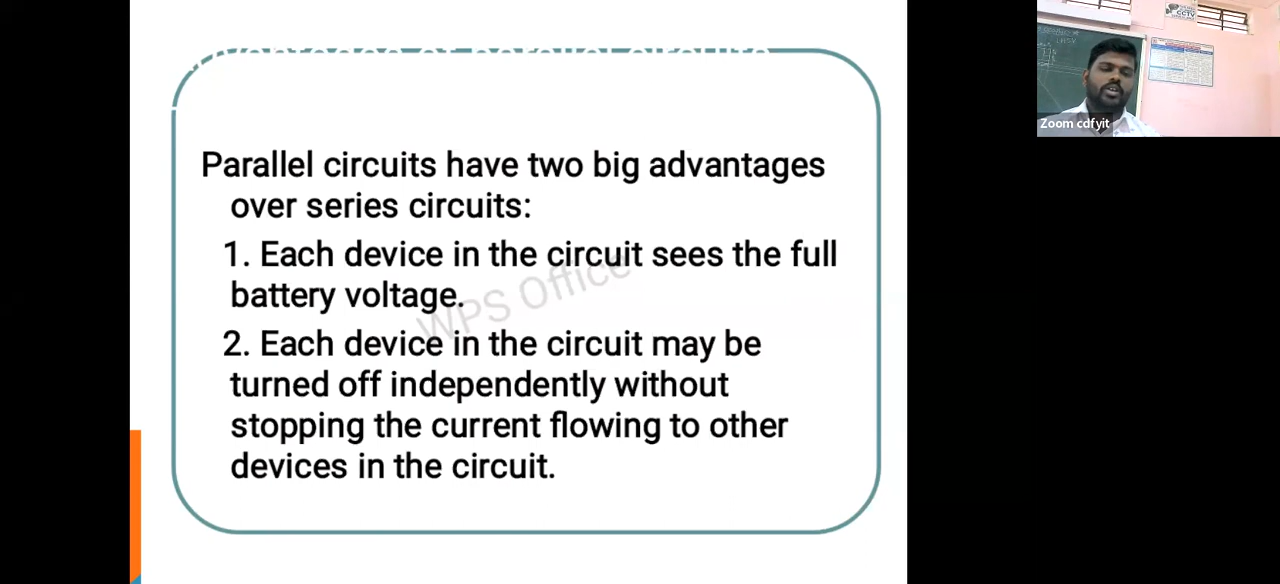 Parallel circuits have two big advantages
over series circuits:
1. Each device in the circuit sees the full
battery voltage.
2. Each device in the circuit may be
turned off independently without
stopping the current flowing to other
devices in the circuit.
WPS Office
CCTV
Zoom cdfyit